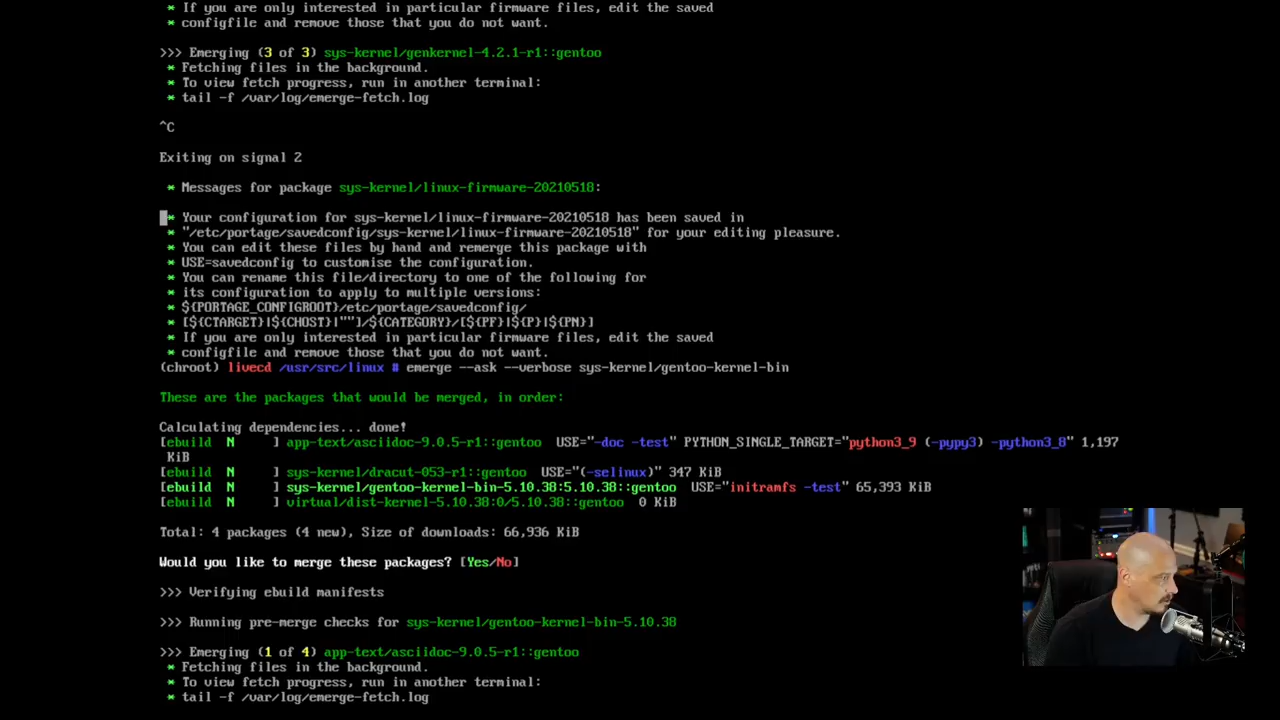 * If you are only interested in particular firmware files, edit the saved
* configfile and remove those that you do not want.
>>> Emerging (3 of 3) sys-kernel/genkernel-4.2.1-r1::gentoo
* Fetching files in the background.
* To view fetch progress, run in another terminal:
* tail -f /var/log/emerge-fetch.log
^C
Exiting on signal 2
* Messages for package sys-kernel/linux-firmware-20210518:
* Your configuration for sys-kernel/linux-firmware-20210518 has been saved in
* "/etc/portage/savedconfig/sys-kernel/linux-firmware-20210518" for your editing pleasure.
* You can edit these files by hand and remerge this package with
* USE=savedconfig to customise the configuration.
* You can rename this file/directory to one of the following for
* its configuration to apply to multiple versions:
* ${PORTAGE_CONFIGROOT}/etc/portage/savedconfig/
* [${CTARGET}|${CHOST}|""]/${CATEGORY}/[${PF}|${P}|${PN}]
* If you are only interested in particular firmware files, edit the saved
* configfile and remove those that you do not want.
(chroot) livecd /usr/src/linux # emerge --ask --verbose sys-kernel/gentoo-kernel-bin
These are the packages that would be merged, in order:
Calculating dependencies... done!
[ebuild  N     ] app-text/asciidoc-9.0.5-r1::gentoo  USE="-doc -test" PYTHON_SINGLE_TARGET="python3_9 (-pypy3) -python3_8" 1,197
KiB
[ebuild  N     ] sys-kernel/dracut-053-r1::gentoo  USE="(-selinux)" 347 KiB
[ebuild  N     ] sys-kernel/gentoo-kernel-bin-5.10.38:5.10.38::gentoo  USE="initramfs -test" 65,393 KiB
[ebuild  N     ] virtual/dist-kernel-5.10.38:0/5.10.38::gentoo  0 KiB
Total: 4 packages (4 new), Size of downloads: 66,936 KiB
Would you like to merge these packages? [Yes/No]
>>> Verifying ebuild manifests
>>> Running pre-merge checks for sys-kernel/gentoo-kernel-bin-5.10.38
>>> Emerging (1 of 4) app-text/asciidoc-9.0.5-r1::gentoo
* Fetching files in the background.
* To view fetch progress, run in another terminal:
* tail -f /var/log/emerge-fetch.log